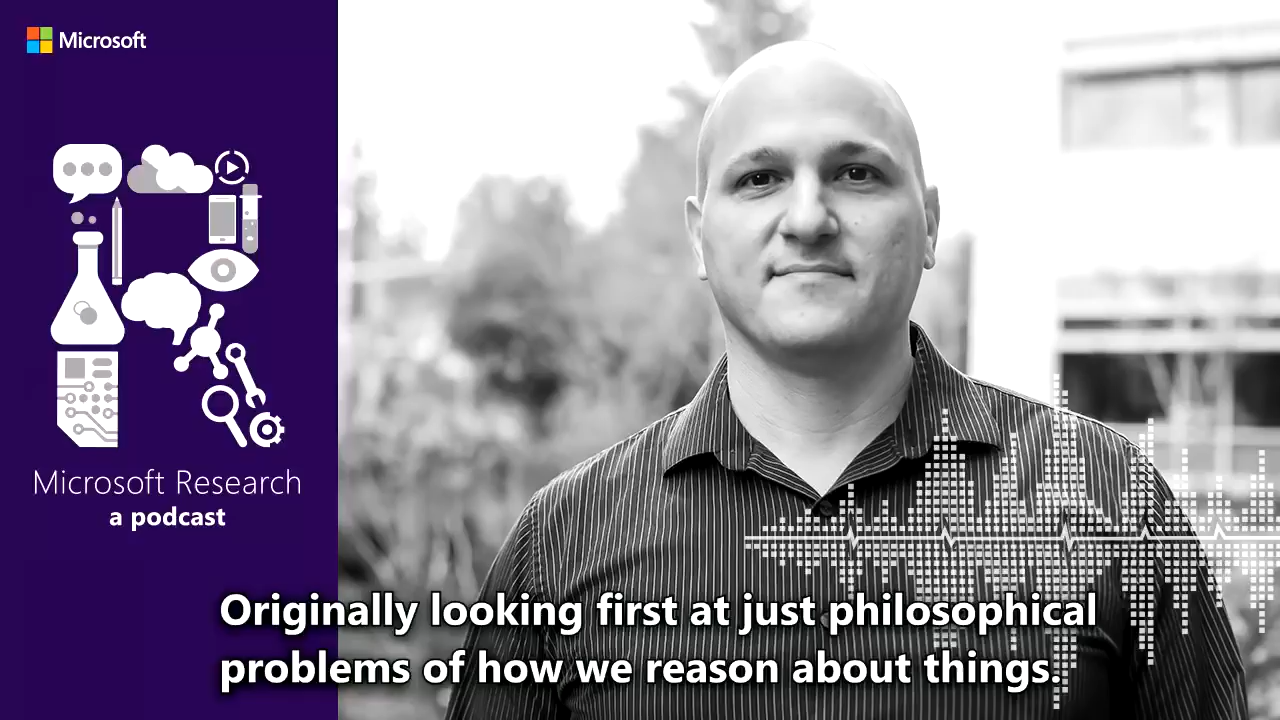 Microsoft
Microsoft Research
a podcast
Originally looking first at just philosophical
problems of how we reason about things.